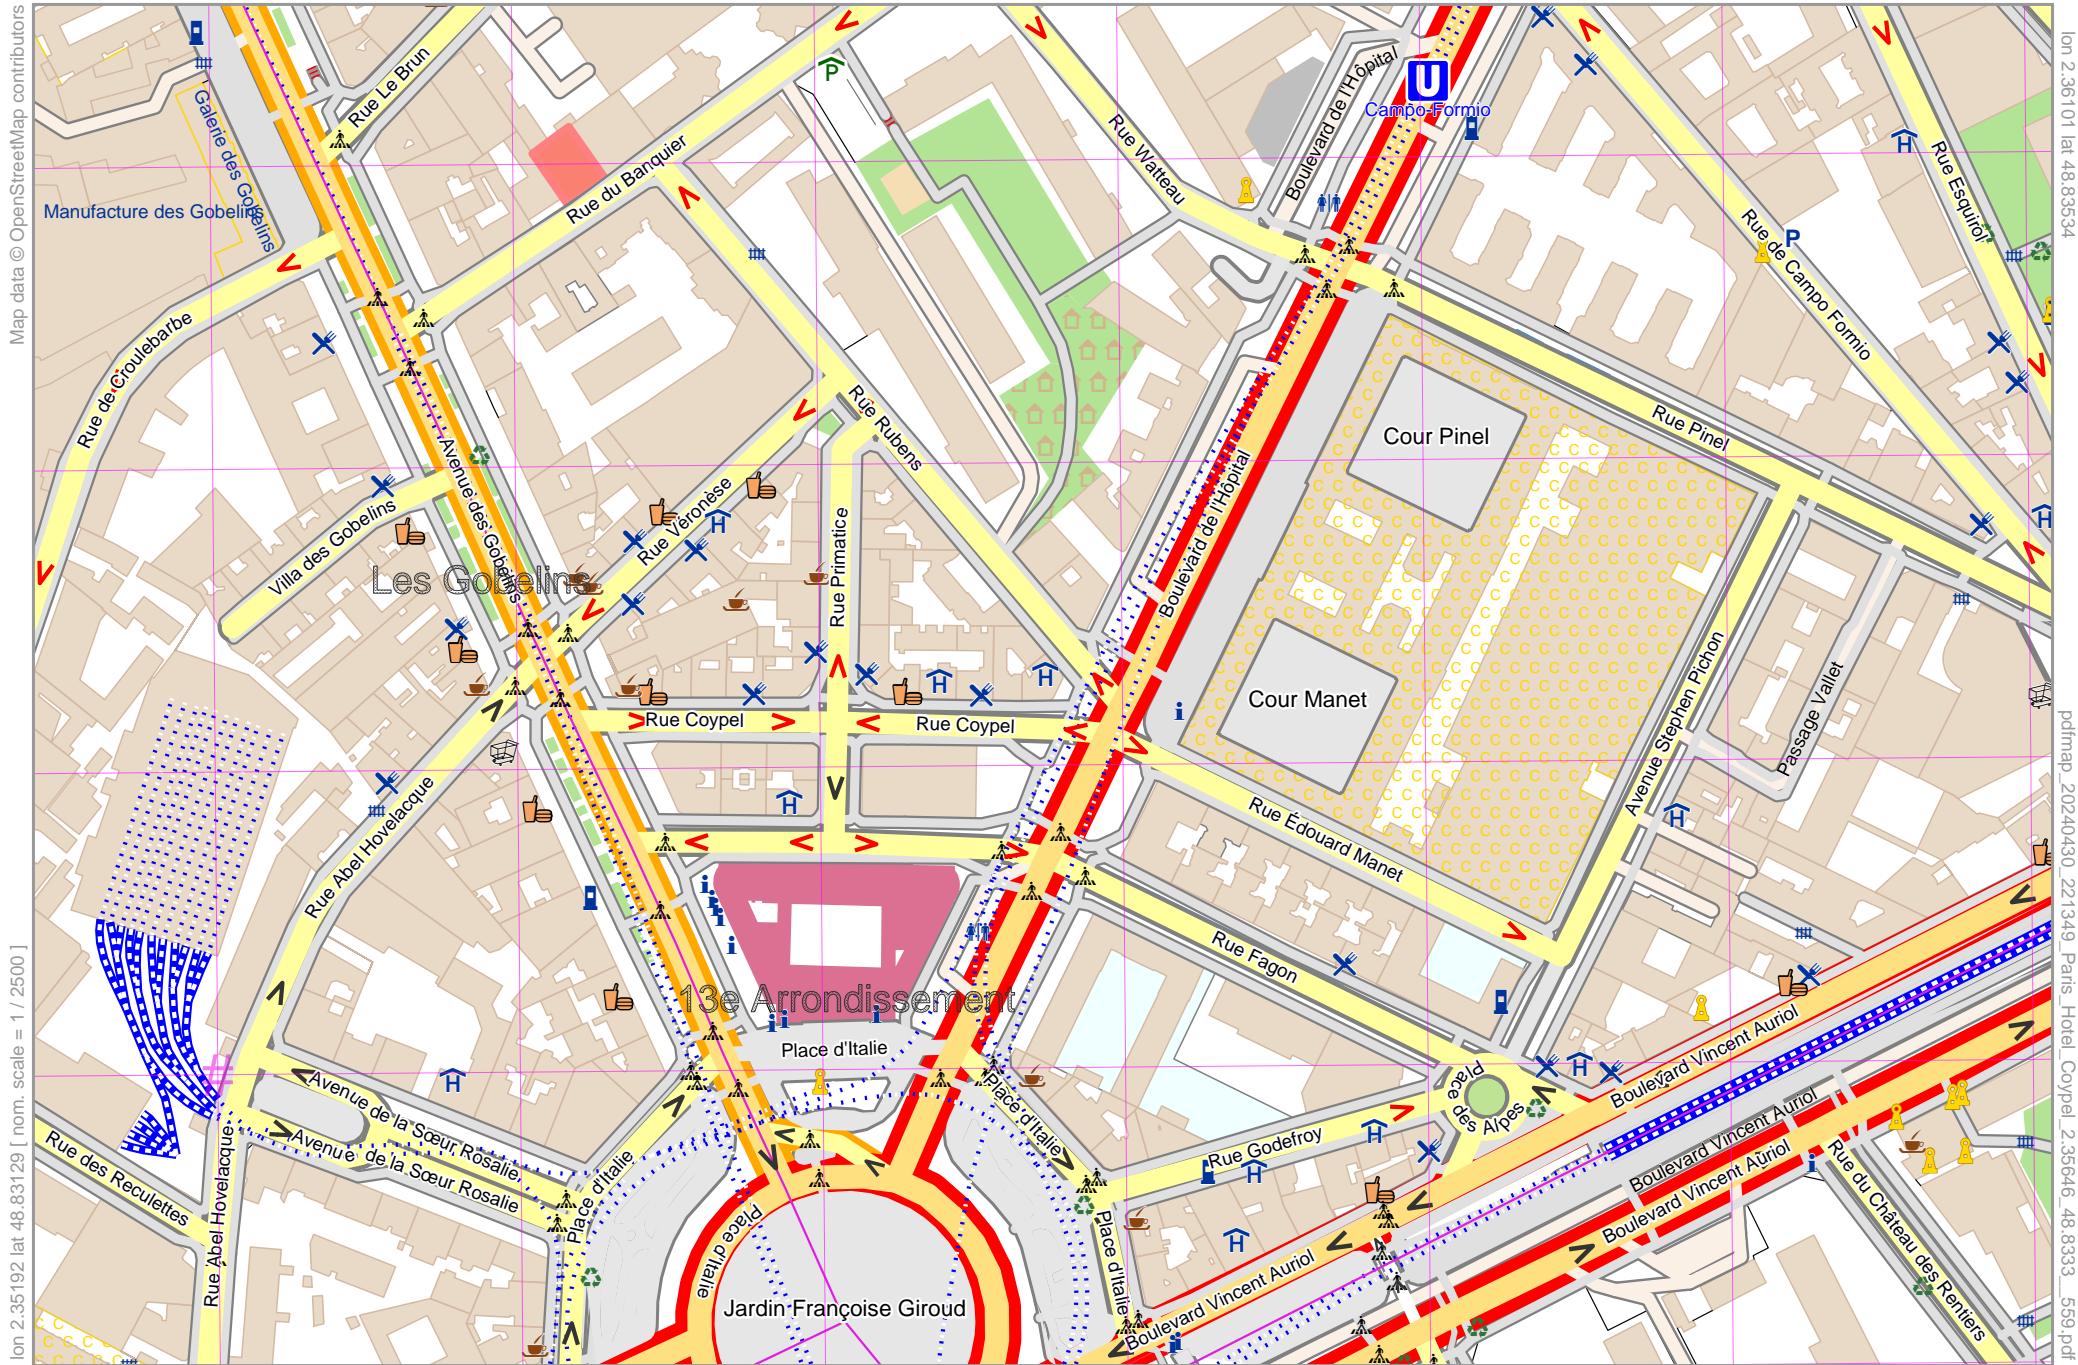 Map data © OpenStreetMap contributors
lon 2.36101 lat 48.83534
Rue Le Brun
Boulevard de l'Hôpital
U
Campo-Formio
P
Galerie des Gobelins
Rue du Banquier
Rue Watteau
Rue Esquirol
Manufacture des Gobelins
P
Rue de Campo Formio
Rue de Croulebarbe
Avenue des Gobelins
Rue Rubens
Cour Pinel
Rue Pinel
Villa des Gobelins
Rue Véronèse
Rue Primatice
Boulevard de l'Hôpital
Les Gobelins
Rue Coypel
Rue Coypel
Cour Manet
Avenue Stephen Pichon
Passage Vallet
Rue Abel Hovelacque
Rue Édouard Manet
Rue Fagon
13e Arrondissement
Place d'Italie
Boulevard Vincent Auriol
Place des Alpes
Avenue de la Sœur Rosalie
Avenue de la Sœur Rosalie
Place d'Italie
Place d'Italie
Rue Godefroy
Boulevard Vincent Auriol
Boulevard Vincent Auriol
Rue des Reculettes
Rue Abel Hovelacque
Place d'Italie
Place d'Italie
Boulevard Vincent Auriol
Rue du Château des Rentiers
Jardin Françoise Giroud
lon 2.35192 lat 48.83129 [ nom. scale = 1 / 2500 ]
pdfmap_20240430_221349_Paris_Hotel_Coypel_2.35646_48.8333__559.pdf